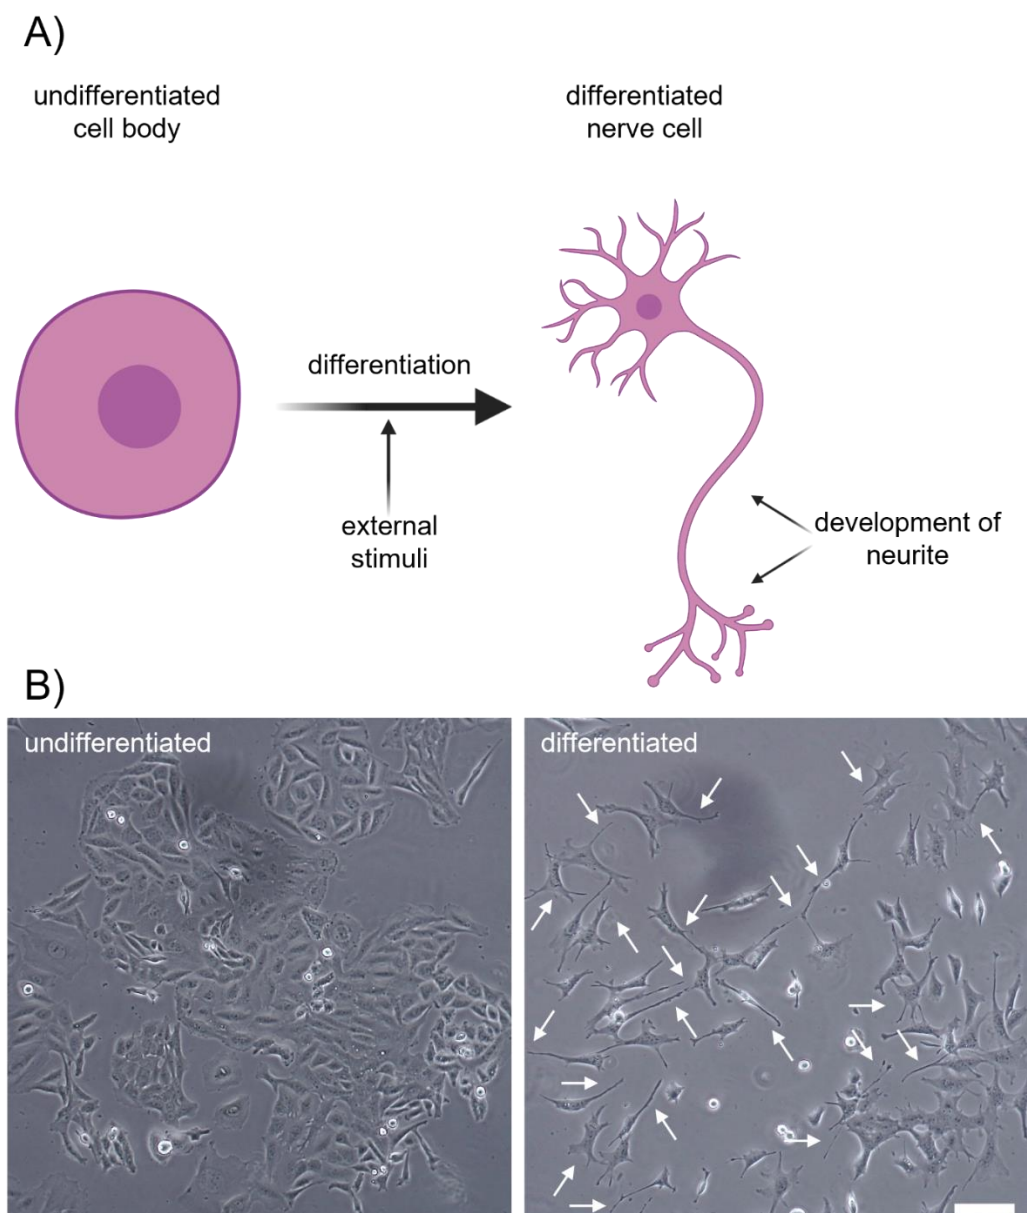 A)
undifferentiated
cell body
differentiated
nerve cell
differentiation
external
stimuli
development of
neurite
B)
undifferentiated
differentiated